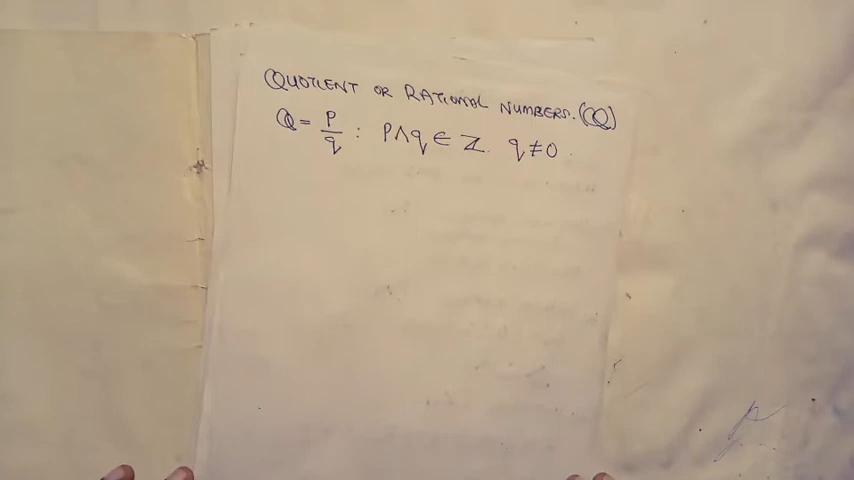 QUOTIENT OR RATIONAL NUMBERS. (ℚ)
ℚ = P/q : P∧q ∈ ℤ. q≠0.